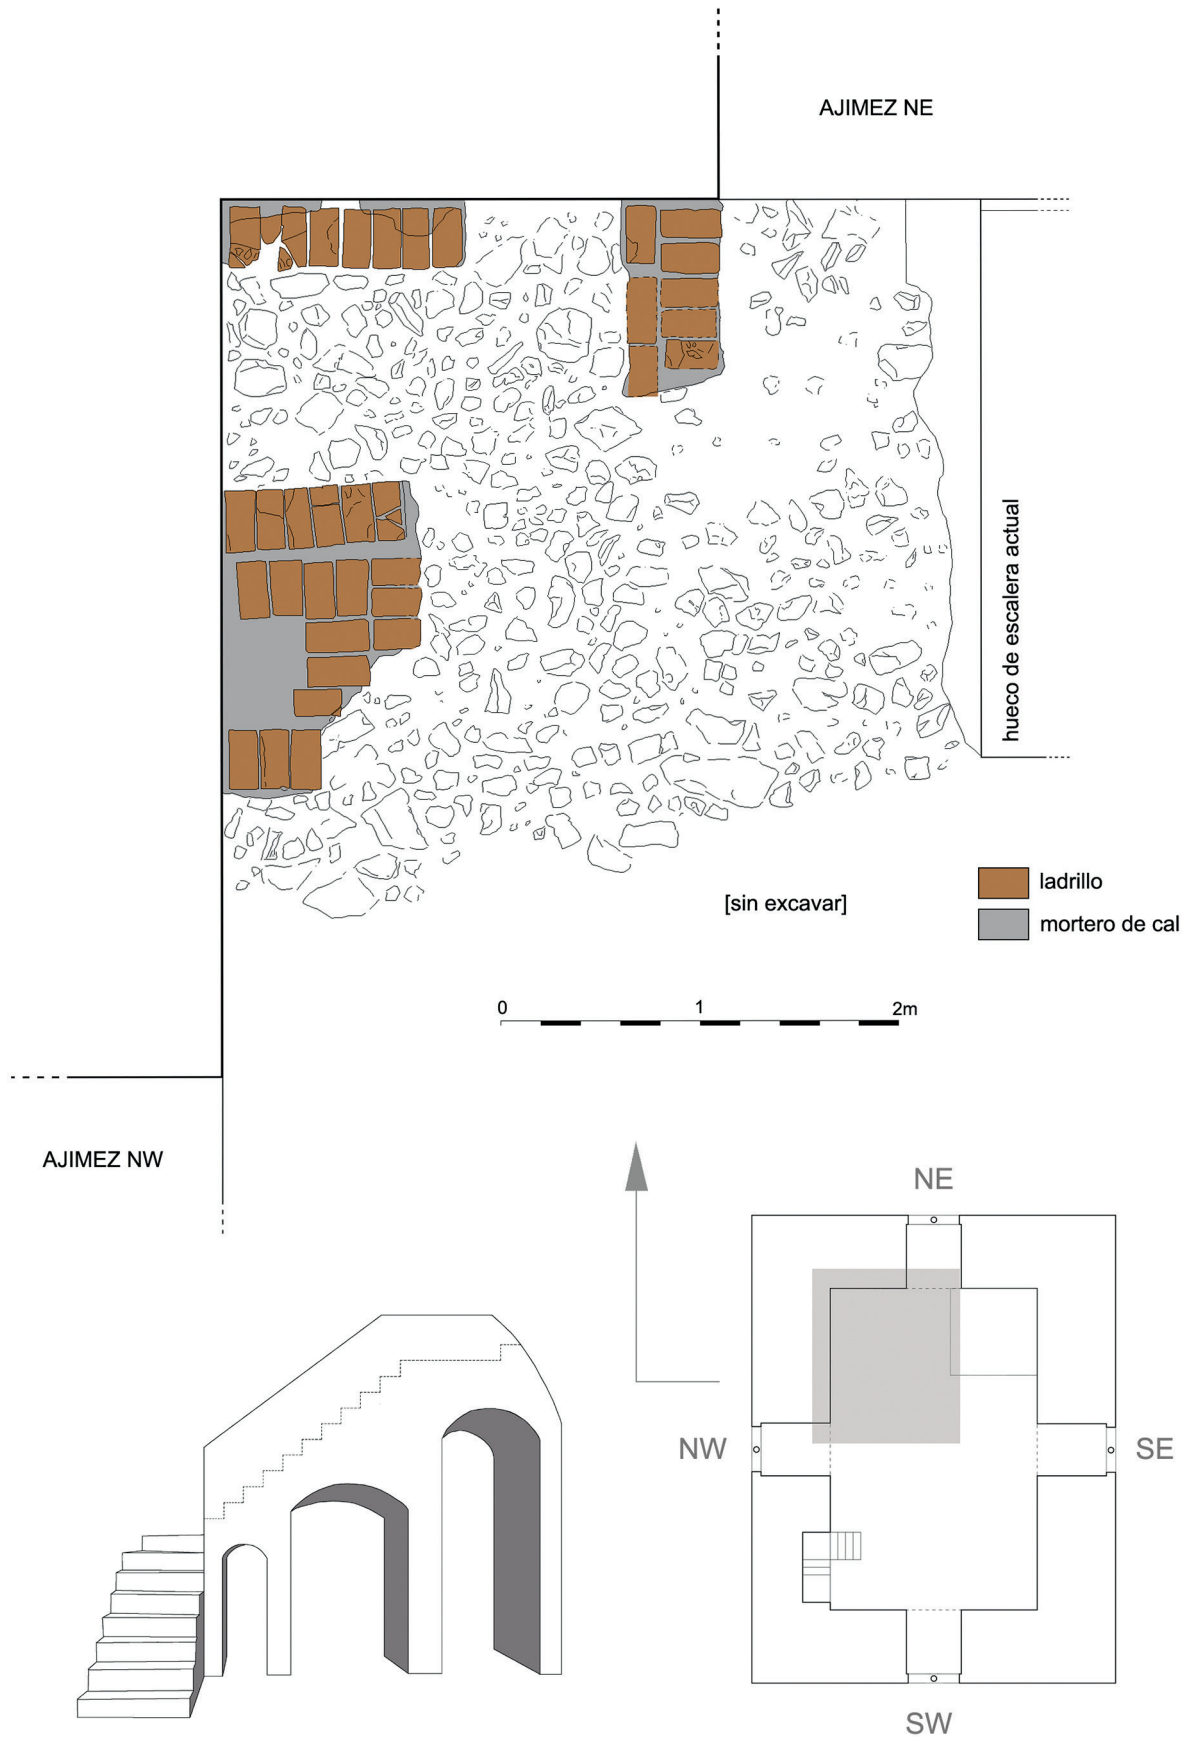 AJIMEZ NE
hueco de escalera actual
ladrillo
[sin excavar]
mortero de cal
0 1 2m
AJIMEZ NW
NE
NW
SE
SW